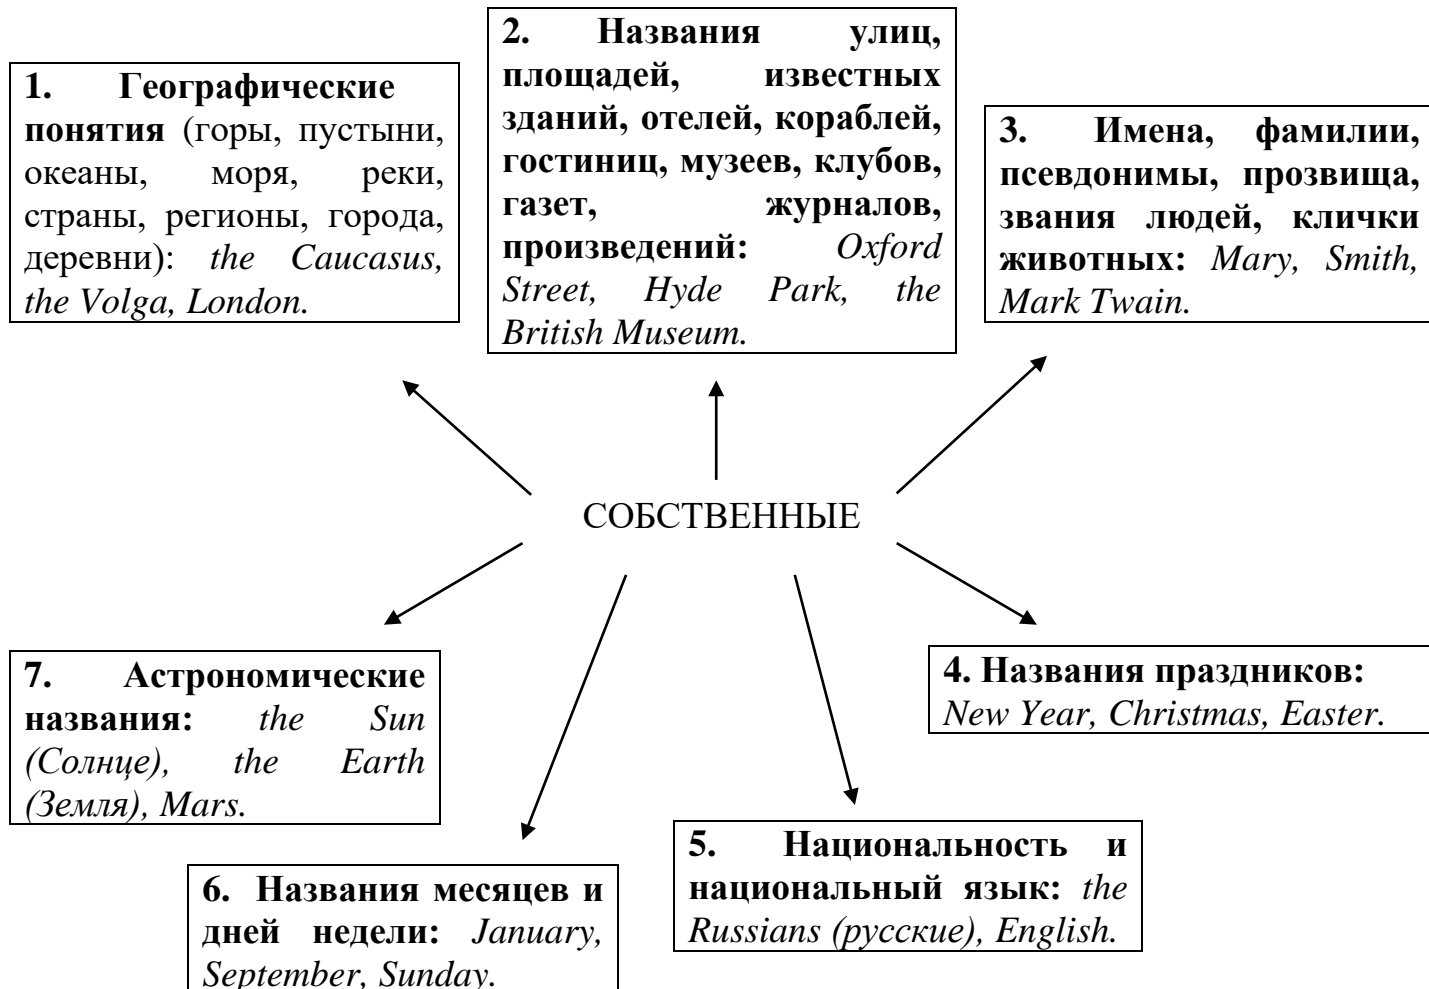 1. Географические
понятия (горы, пустыни,
океаны, моря, реки,
страны, регионы, города,
деревни): the Caucasus,
the Volga, London.
2. Названия улиц,
площадей, известных
зданий, отелей, кораблей,
гостиниц, музеев, клубов,
газет, журналов,
произведений: Oxford
Street, Hyde Park, the
British Museum.
3. Имена, фамилии,
псевдонимы, прозвища,
звания людей, клички
животных: Mary, Smith,
Mark Twain.
СОБСТВЕННЫЕ
7. Астрономические
названия: the Sun
(Солнце), the Earth
(Земля), Mars.
4. Названия праздников:
New Year, Christmas, Easter.
6. Названия месяцев и
дней недели: January,
September, Sunday.
5. Национальность и
национальный язык: the
Russians (русские), English.